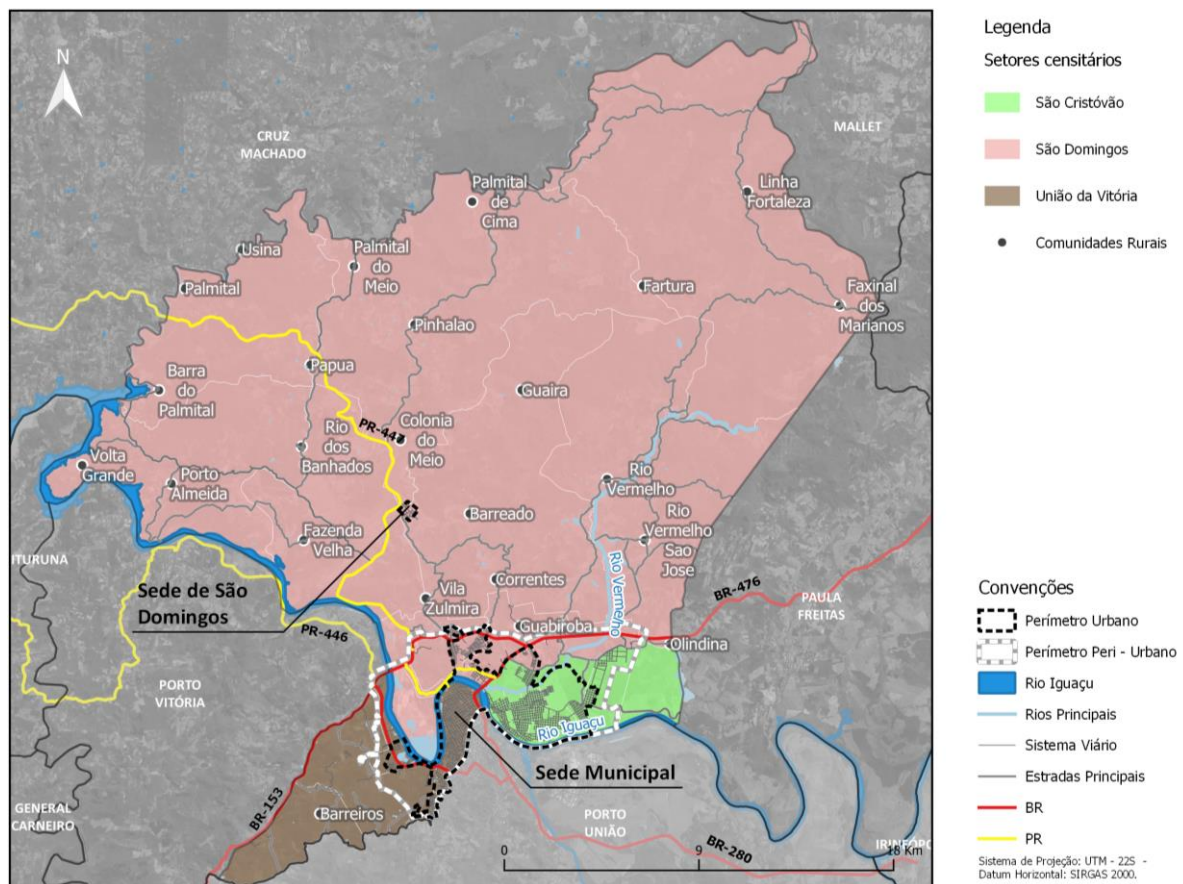 N
CRUZ
MACHADO
MALLET
Palmital
de
Cima
Linha
Fortaleza
Usina
Palmital
do
Meio
Palmital
Fartura
Faxinal
dos
Marianos
Pinhalao
Papua
Barra
do
Palmital
Guaira
PR-447
Colonia
do
Meio
Rio
dos
Banhados
Volta
Grande
Porto
Almeida
Rio
Vermelho
Barreado
Rio
Vermelho
Sao
Jose
Fazenda
Velha
ITURUNA
Sede de São
Domingos
Correntes
Vila
Zulmira
Rio Vermelho
BR-476
PAULA
FREITAS
PR-446
Guabiroba
Olindina
PORTO
VITÓRIA
Rio Iguaçu
Sede Municipal
BR-153
Barreiros
GENERAL
CARNEIRO
PORTO
UNIÃO
BR-280
IRINEÓPO
0
9
18 Km
Legenda
Setores censitários
São Cristóvão
São Domingos
União da Vitória
Comunidades Rurais
Convenções
Perímetro Urbano
Perímetro Peri - Urbano
Rio Iguaçu
Rios Principais
Sistema Viário
Estradas Principais
BR
PR
Sistema de Projeção: UTM - 22S -
Datum Horizontal: SIRGAS 2000.